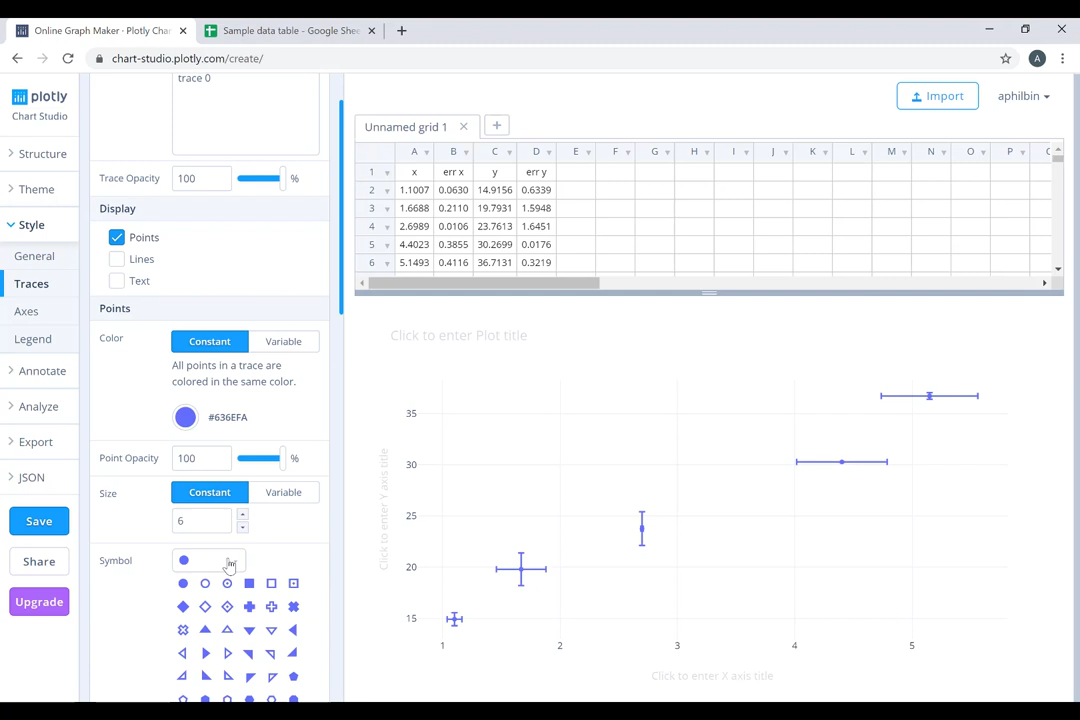 Online Graph Maker · Plotly Cha
Sample data table - Google Shee
chart-studio.plotly.com/create/
A
plotly
Chart Studio
Structure
Theme
Style
General
Traces
Axes
Legend
Annotate
Analyze
Export
JSON
Save
Share
Upgrade
trace 0
Trace Opacity 100 %
Display
Points
Lines
Text
Points
Color Constant Variable
All points in a trace are
colored in the same color.
#636EFA
Point Opacity 100 %
Size Constant Variable
6
Symbol
Import
aphilbin
Unnamed grid 1
A B C D E F G H I J K L M N O P
1 x err x y err y
2 1.1007 0.0630 14.9156 0.6339
3 1.6688 0.2110 19.7931 1.5948
4 2.6989 0.0106 23.7613 1.6451
5 4.4023 0.3855 30.2699 0.0176
6 5.1493 0.4116 36.7131 0.3219
Click to enter Plot title
Click to enter Y axis title
35
30
25
20
15
1 2 3 4 5
Click to enter X axis title